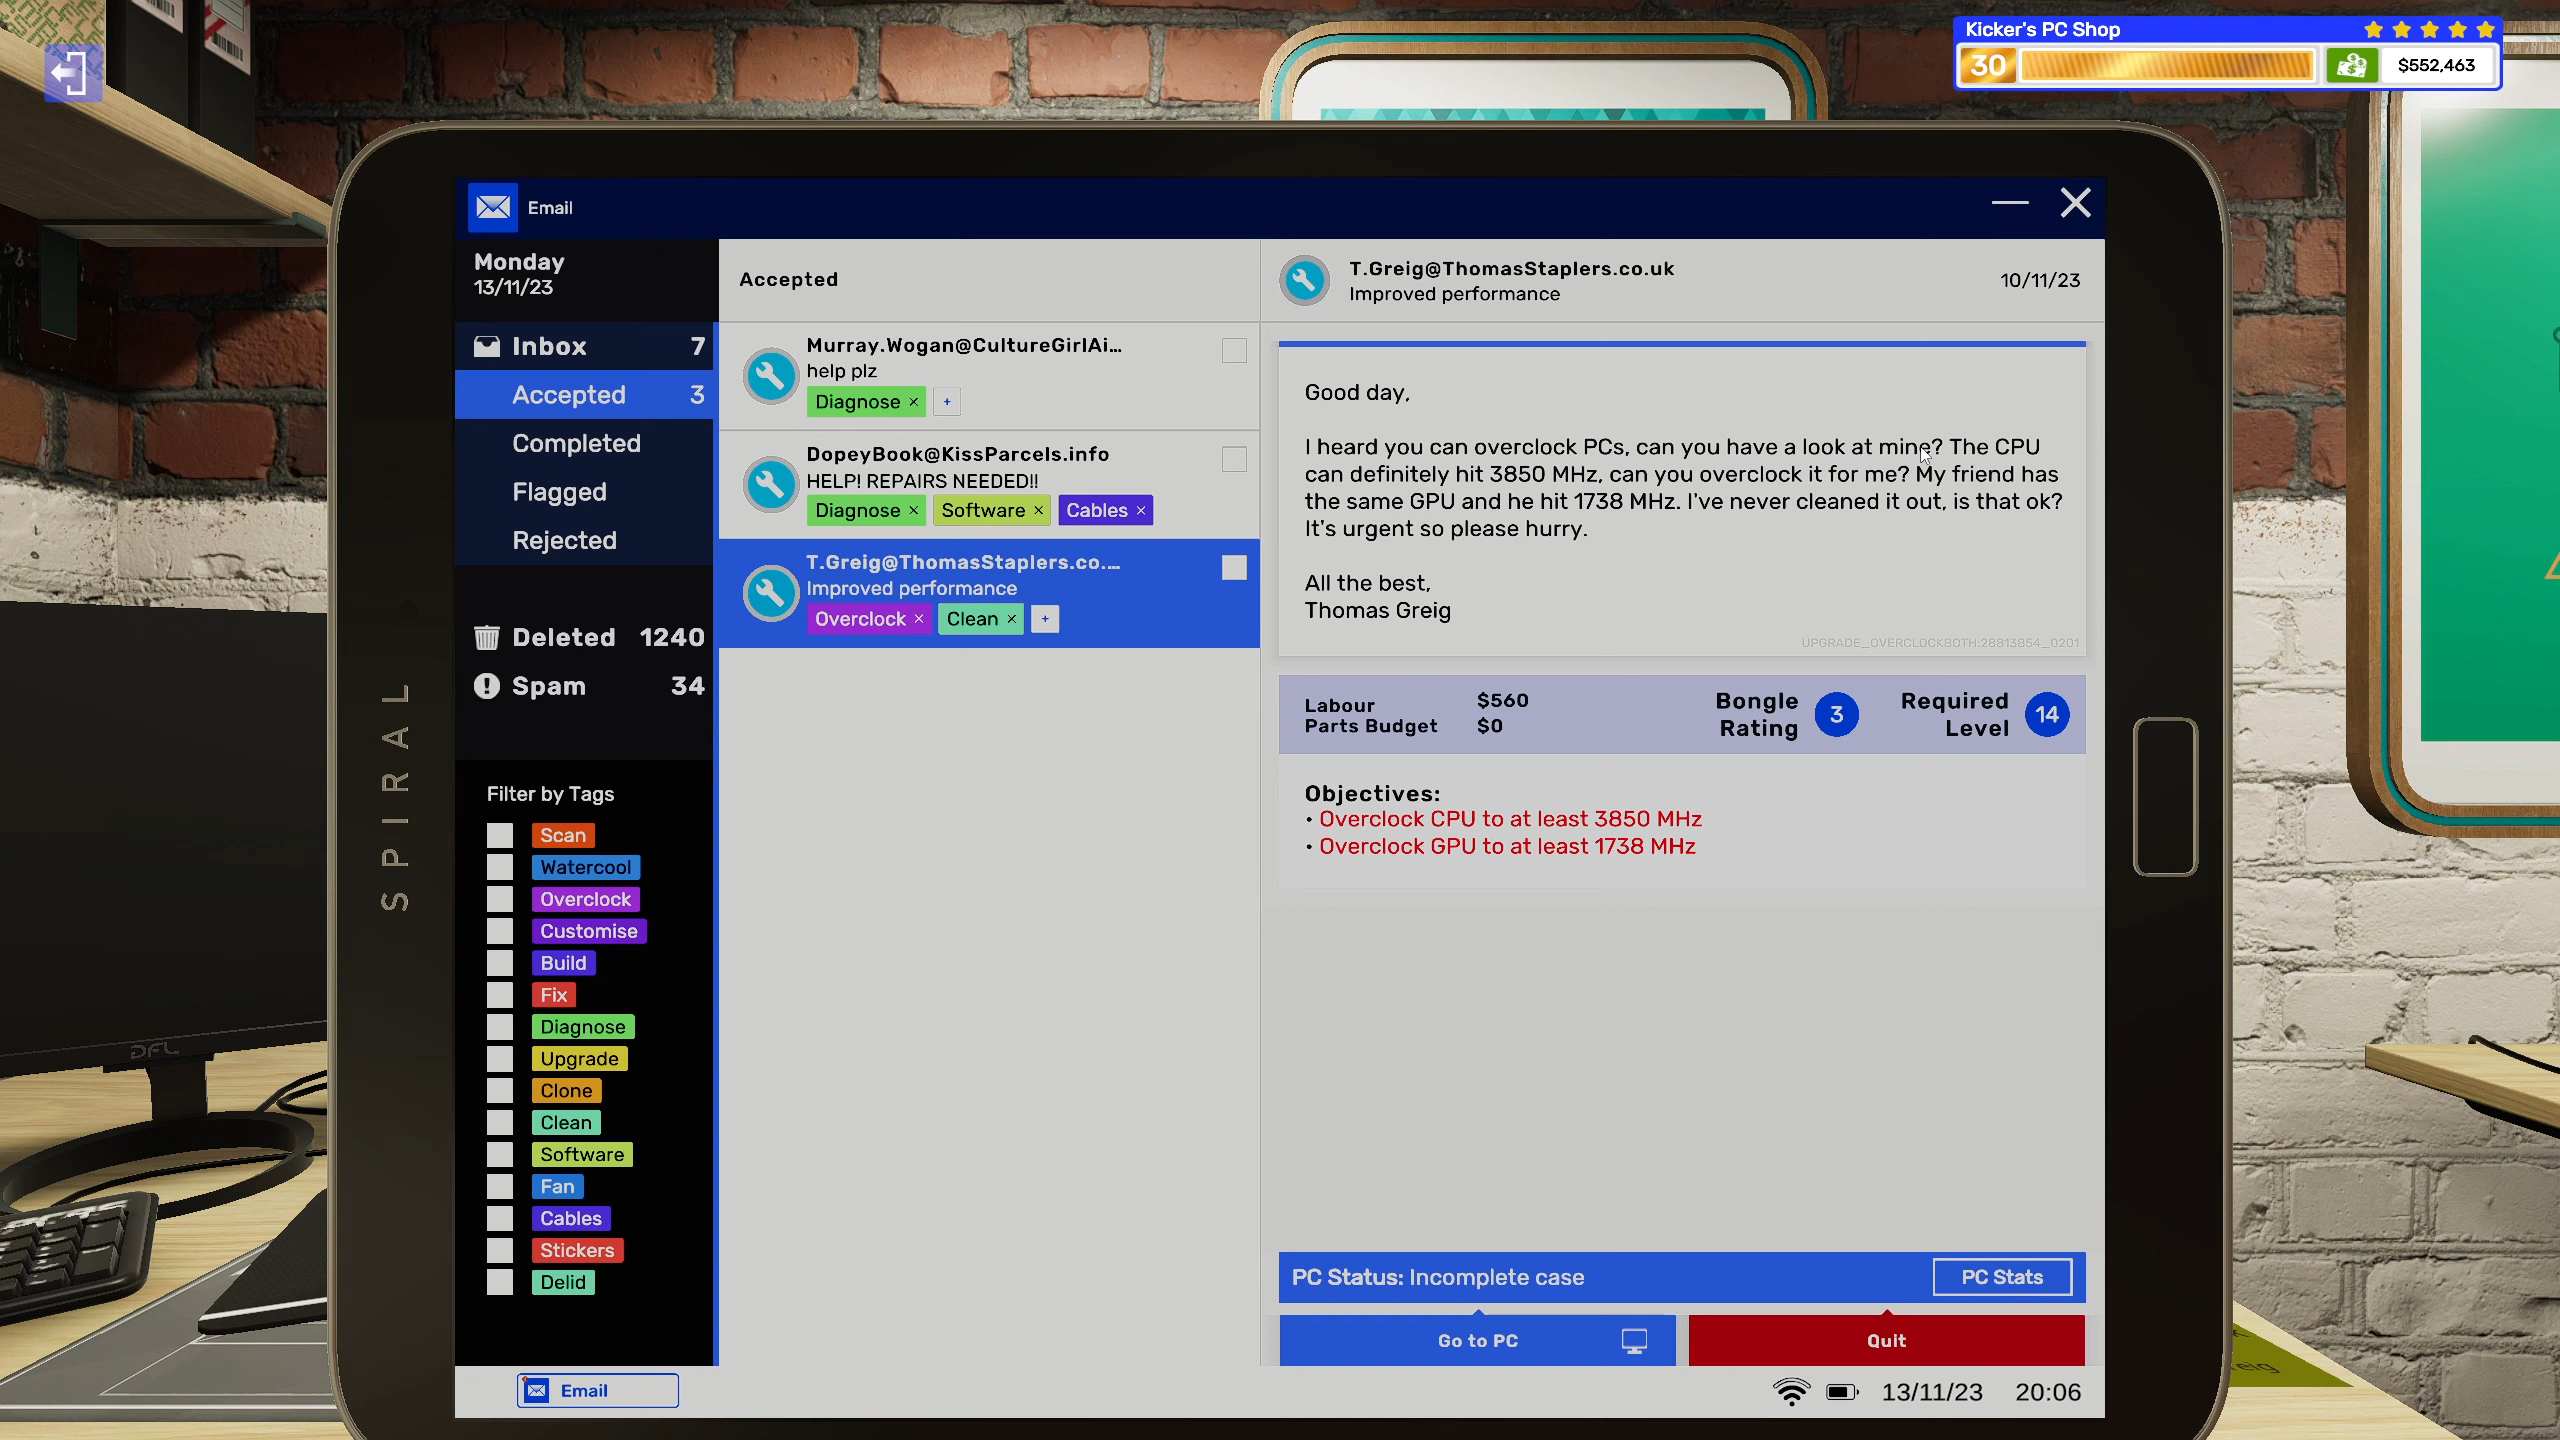 Kicker's PC Shop
30
$552,463
Email
Monday
13/11/23
Inbox 7
Accepted 3
Completed
Flagged
Rejected
Deleted 1240
Spam 34
Filter by Tags
Scan
Watercool
Overclock
Customise
Build
Fix
Diagnose
Upgrade
Clone
Clean
Software
Fan
Cables
Stickers
Delid
Accepted
Murray.Wogan@CultureGirlAi...
help plz
Diagnose × +
DopeyBook@KissParcels.info
HELP! REPAIRS NEEDED!!
Diagnose × Software × Cables ×
T.Greig@ThomasStaplers.co....
Improved performance
Overclock × Clean × +
T.Greig@ThomasStaplers.co.uk
Improved performance
10/11/23
Good day,
I heard you can overclock PCs, can you have a look at mine? The CPU
can definitely hit 3850 MHz, can you overclock it for me? My friend has
the same GPU and he hit 1738 MHz. I've never cleaned it out, is that ok?
It's urgent so please hurry.
All the best,
Thomas Greig
UPGRADE_OVERCLOCKBOTH:28813854_0201
Labour $560
Parts Budget $0
Bongle
Rating
3
Required
Level
14
Objectives:
• Overclock CPU to at least 3850 MHz
• Overclock GPU to at least 1738 MHz
PC Status: Incomplete case
PC Stats
Go to PC
Quit
Email
13/11/23 20:06
SPIRAL
DFL